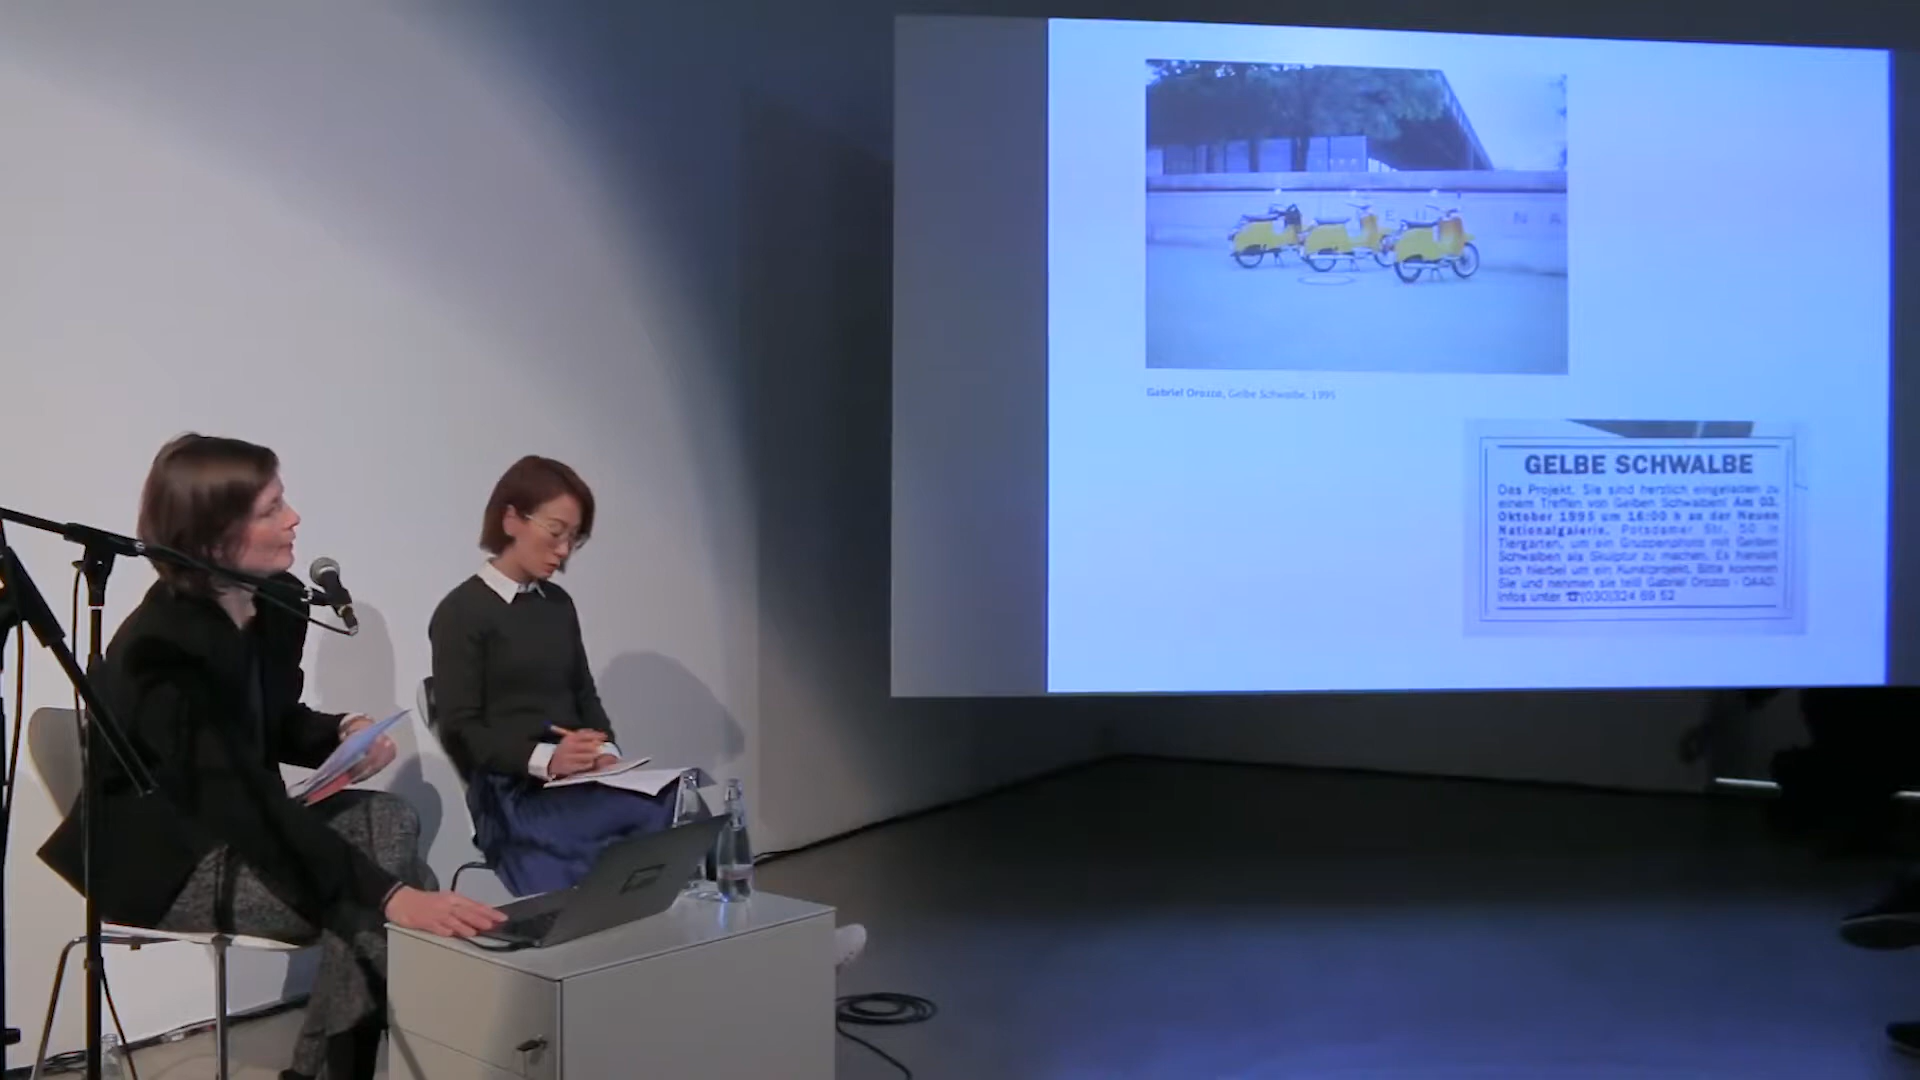 E U N A
Gabriel Orozco, Gelbe Schwalbe, 1995
GELBE SCHWALBE
Das Projekt. Sie sind herzlich eingeladen zu
einem Treffen von Gelben Schwalben! Am 03.
Oktober 1995 um 16:00 h an der Neuen
Nationalgalerie, Potsdamer Str. 50 in
Tiergarten, um ein Gruppenphoto mit Gelben
Schwalben als Skulptur zu machen. Es handelt
sich hierbei um ein Kunstprojekt. Bitte kommen
Sie und nehmen sie teil! Gabriel Orozco - DAAD.
Infos unter ☎(030)324 69 52